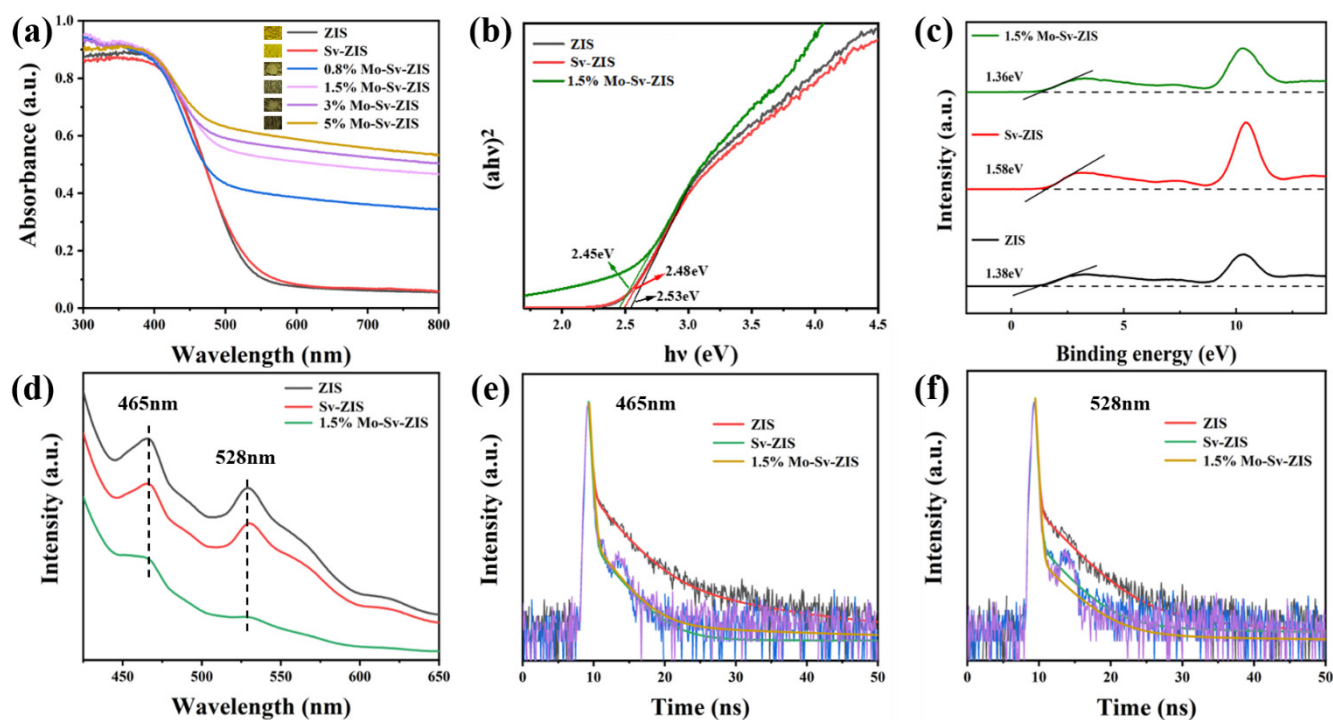 (a)
ZIS
Sv-ZIS
0.8% Mo-Sv-ZIS
1.5% Mo-Sv-ZIS
3% Mo-Sv-ZIS
5% Mo-Sv-ZIS
1.0
0.8
0.6
0.4
0.2
0.0
Absorbance (a.u.)
300 400 500 600 700 800
Wavelength (nm)
(b)
ZIS
Sv-ZIS
1.5% Mo-Sv-ZIS
(ahν)²
2.45eV
2.48eV
2.53eV
2.0 2.5 3.0 3.5 4.0 4.5
hν (eV)
(c)
1.5% Mo-Sv-ZIS
1.36eV
Sv-ZIS
1.58eV
ZIS
1.38eV
Intensity (a.u.)
0 5 10
Binding energy (eV)
(d)
ZIS
Sv-ZIS
1.5% Mo-Sv-ZIS
465nm
528nm
Intensity (a.u.)
450 500 550 600 650
Wavelength (nm)
(e)
465nm
ZIS
Sv-ZIS
1.5% Mo-Sv-ZIS
Intensity (a.u.)
0 10 20 30 40 50
Time (ns)
(f)
528nm
ZIS
Sv-ZIS
1.5% Mo-Sv-ZIS
Intensity (a.u.)
0 10 20 30 40 50
Time (ns)